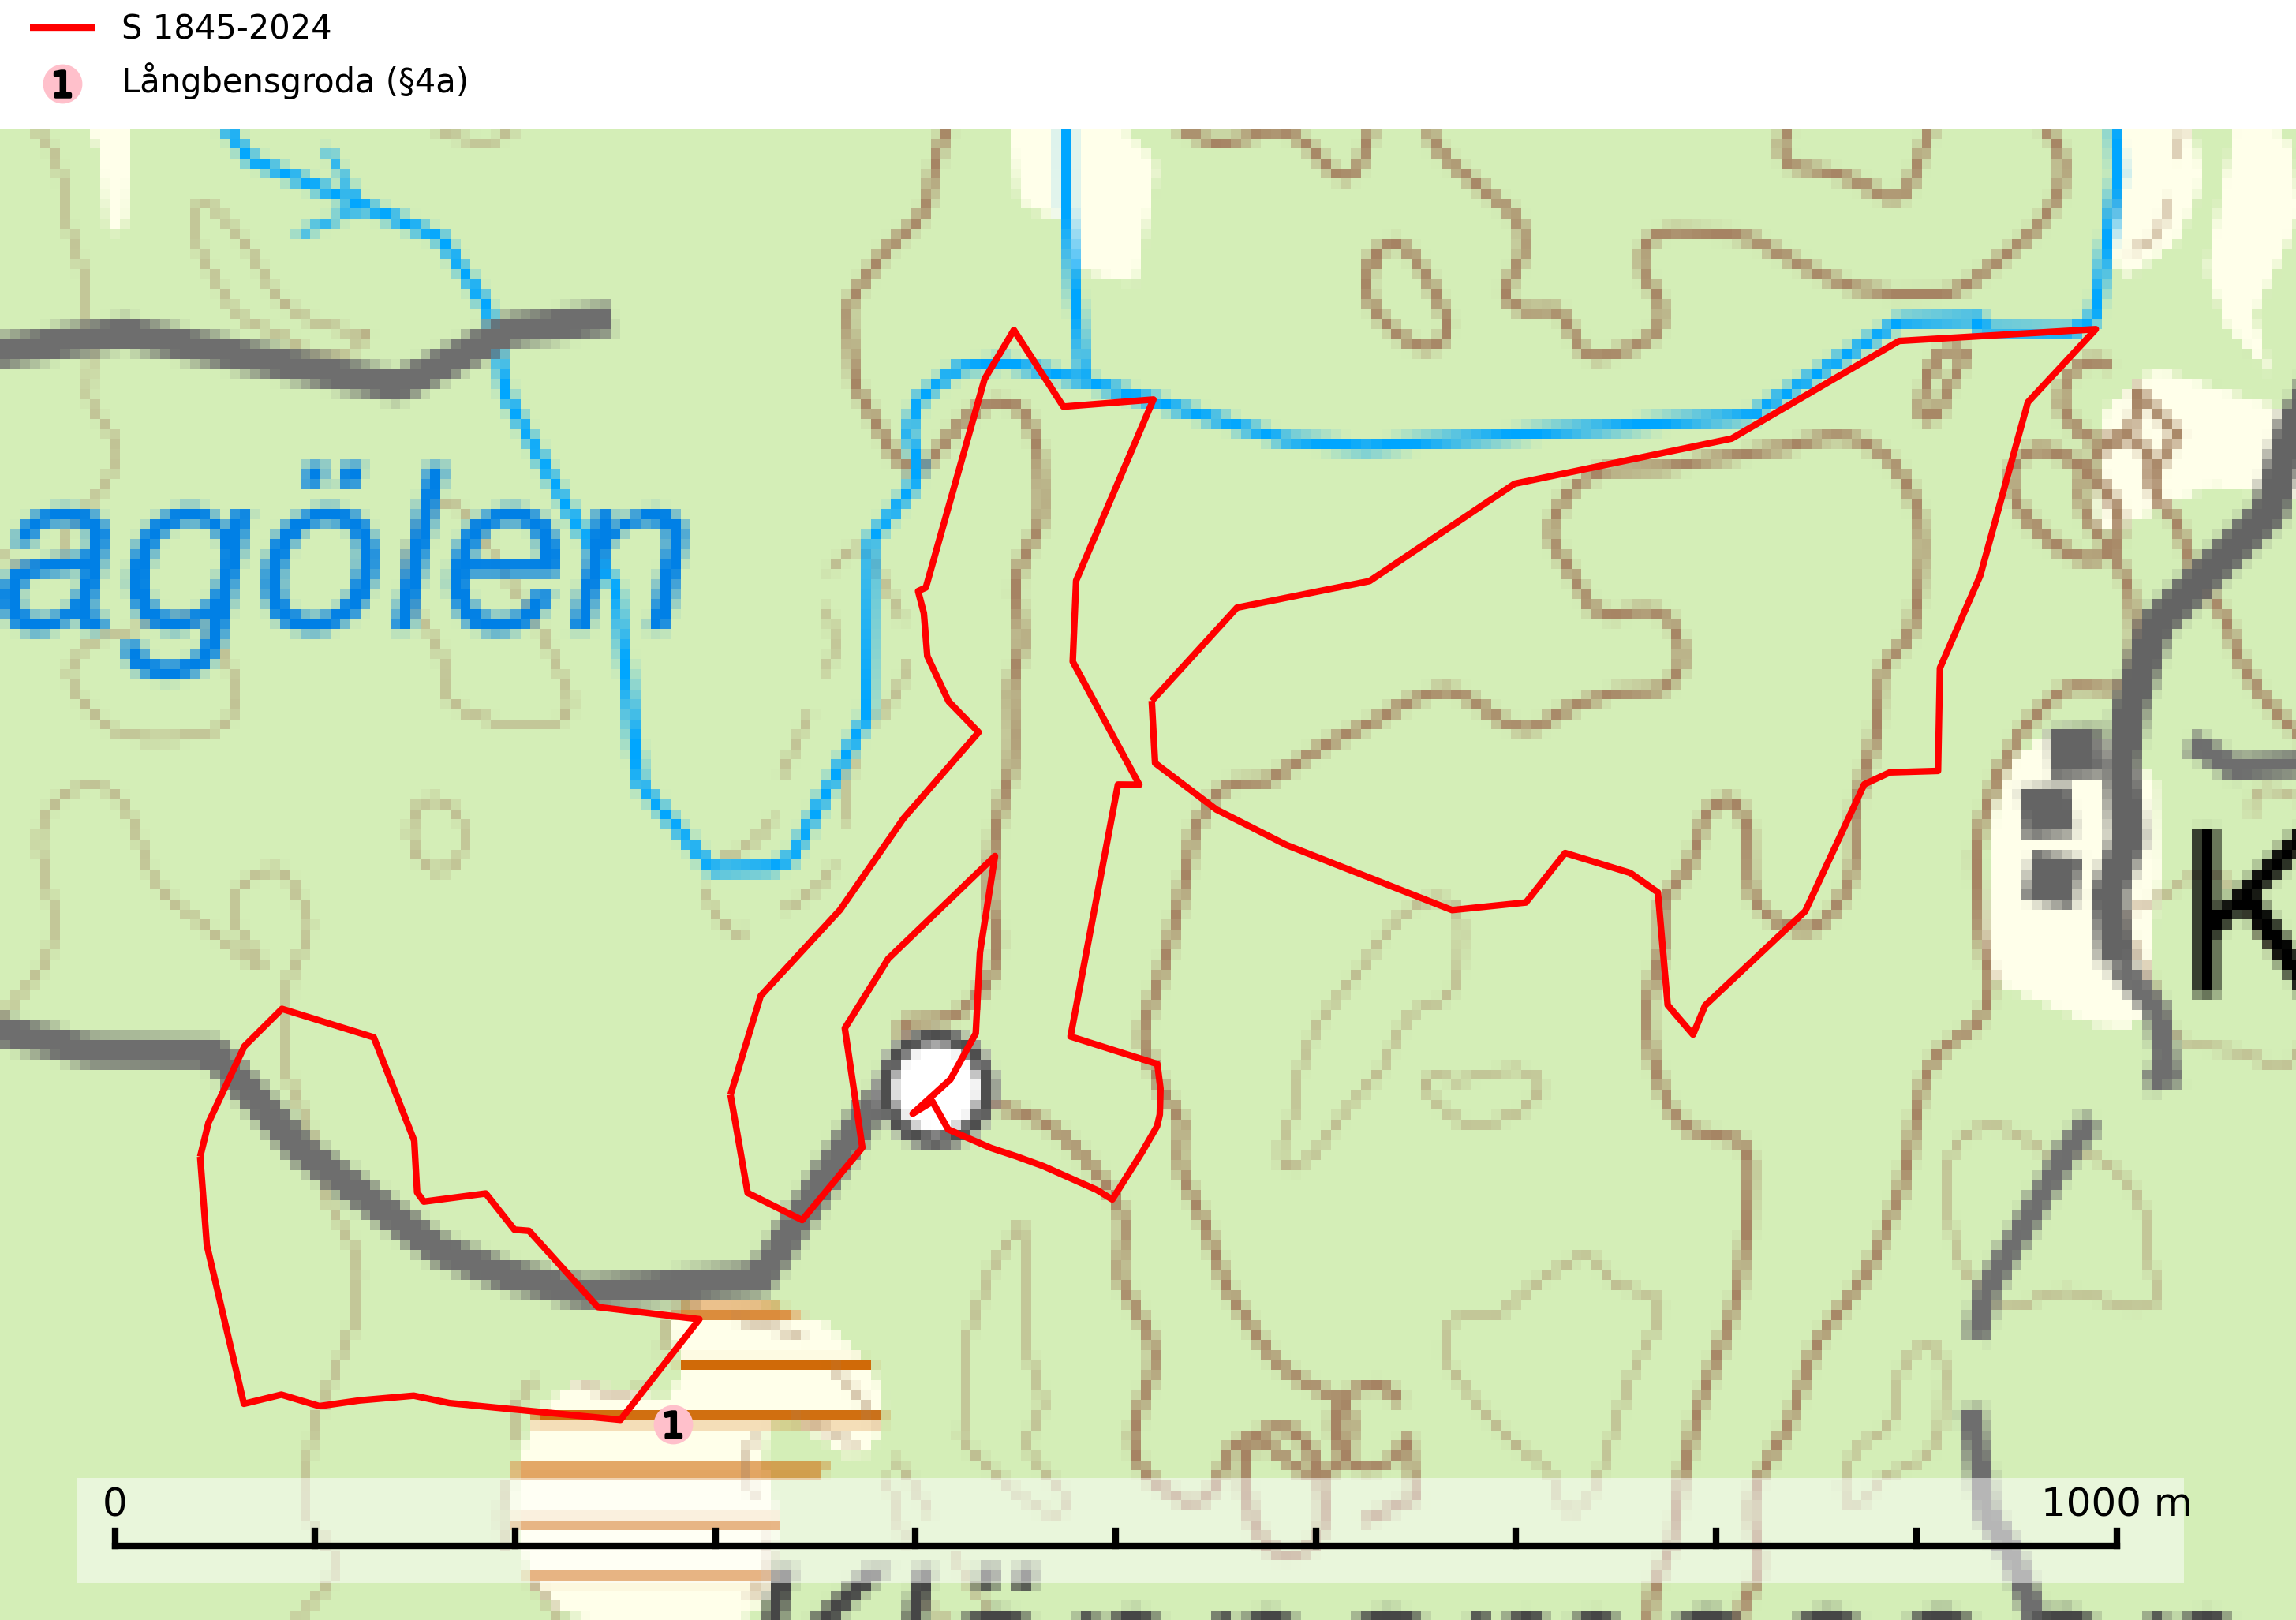 S 1845-2024
1 Långbensgroda (§4a)
agölen
K
1
0 1000 m